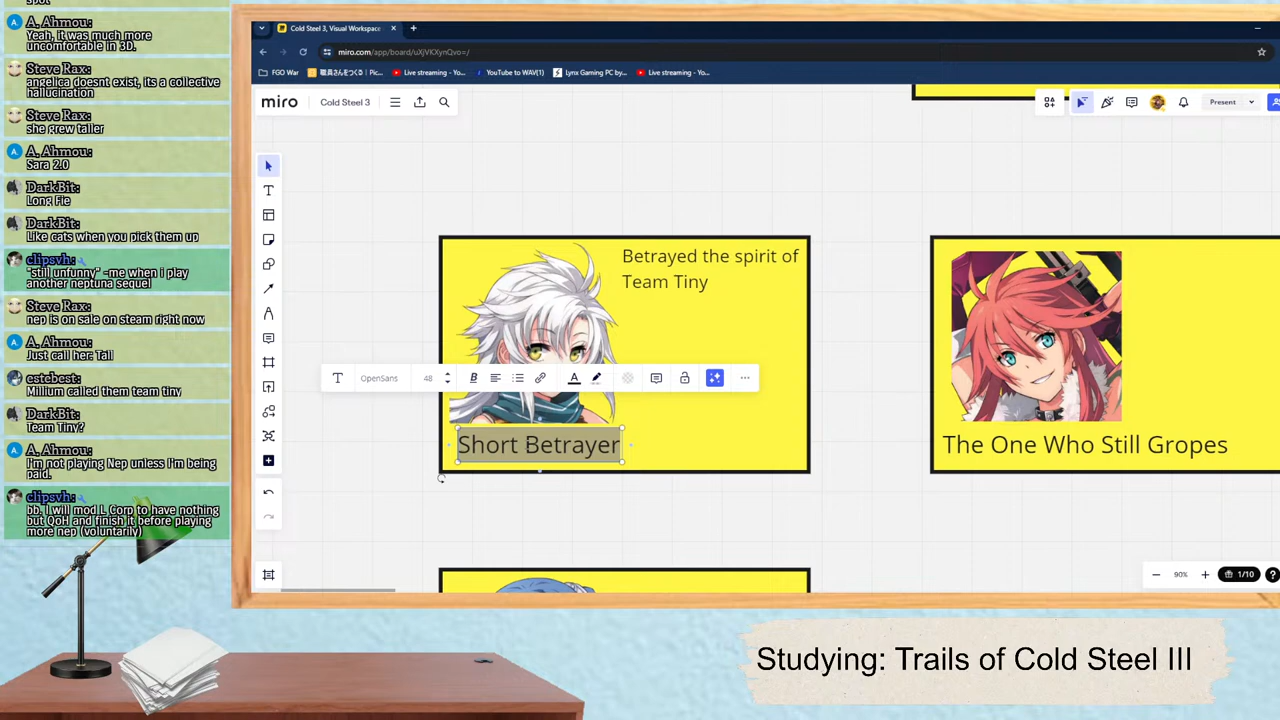 spot
A. Ahmou:
Yeah, it was much more
uncomfortable in 3D.
Steve Rax:
angelica doesnt exist, its a collective
hallucination
Steve Rax:
she grew taller
A. Ahmou:
Sara 2.0
DarkBit:
Long Fie
DarkBit:
Like cats when you pick them up
clipsvh:
"still unfunny" -me when i play
another neptuna sequel
Steve Rax:
nep is on sale on steam right now
A. Ahmou:
Just call her: Tall
estebest:
Millium called them team tiny
DarkBit:
Team Tiny?
A. Ahmou:
I'm not playing Nep unless I'm being
paid.
clipsvh:
bb. I will mod L Corp to have nothing
but QoH and finish it before playing
more nep (voluntarily)
Cold Steel 3, Visual Workspace
miro.com/app/board/uXjVKXynQvo=/
FGO War
Live streaming - Yo...
YouTube to WAV(1)
Lynx Gaming PC by...
Live streaming - Yo...
miro
Cold Steel 3
Present
Betrayed the spirit of
Team Tiny
OpenSans
48
B
A
Short Betrayer
The One Who Still Gropes
90%
1/10
?
Studying: Trails of Cold Steel III